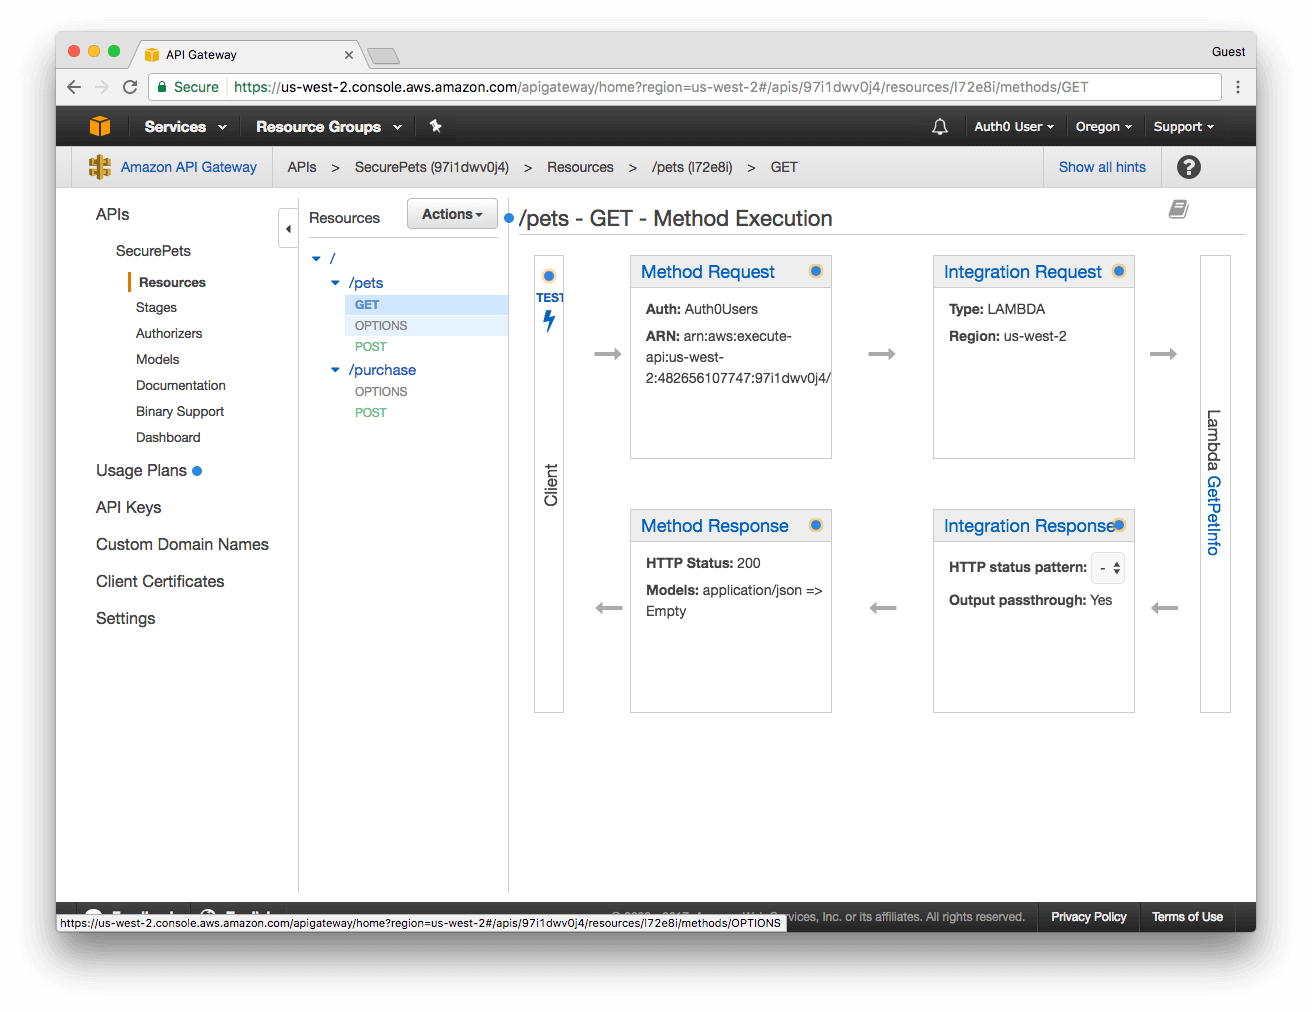 API Gateway
Guest
Secure https://us-west-2.console.aws.amazon.com/apigateway/home?region=us-west-2#/apis/97i1dwv0j4/resources/l72e8i/methods/GET
Services Resource Groups Auth0 User Oregon Support
Amazon API Gateway APIs > SecurePets (97i1dwv0j4) > Resources > /pets (l72e8i) > GET Show all hints ?
APIs
SecurePets
Resources
Stages
Authorizers
Models
Documentation
Binary Support
Dashboard
Usage Plans
API Keys
Custom Domain Names
Client Certificates
Settings
Resources Actions
/
/pets
GET
OPTIONS
POST
/purchase
OPTIONS
POST
/pets - GET - Method Execution
TEST
Client
Method Request
Auth: Auth0Users
ARN: arn:aws:execute-
api:us-west-
2:482656107747:97i1dwv0j4/
Integration Request
Type: LAMBDA
Region: us-west-2
Lambda GetPetInfo
Method Response
HTTP Status: 200
Models: application/json =>
Empty
Integration Response
HTTP status pattern: -
Output passthrough: Yes
Services, Inc. or its affiliates. All rights reserved. Privacy Policy Terms of Use
https://us-west-2.console.aws.amazon.com/apigateway/home?region=us-west-2#/apis/97i1dwv0j4/resources/l72e8i/methods/OPTIONS